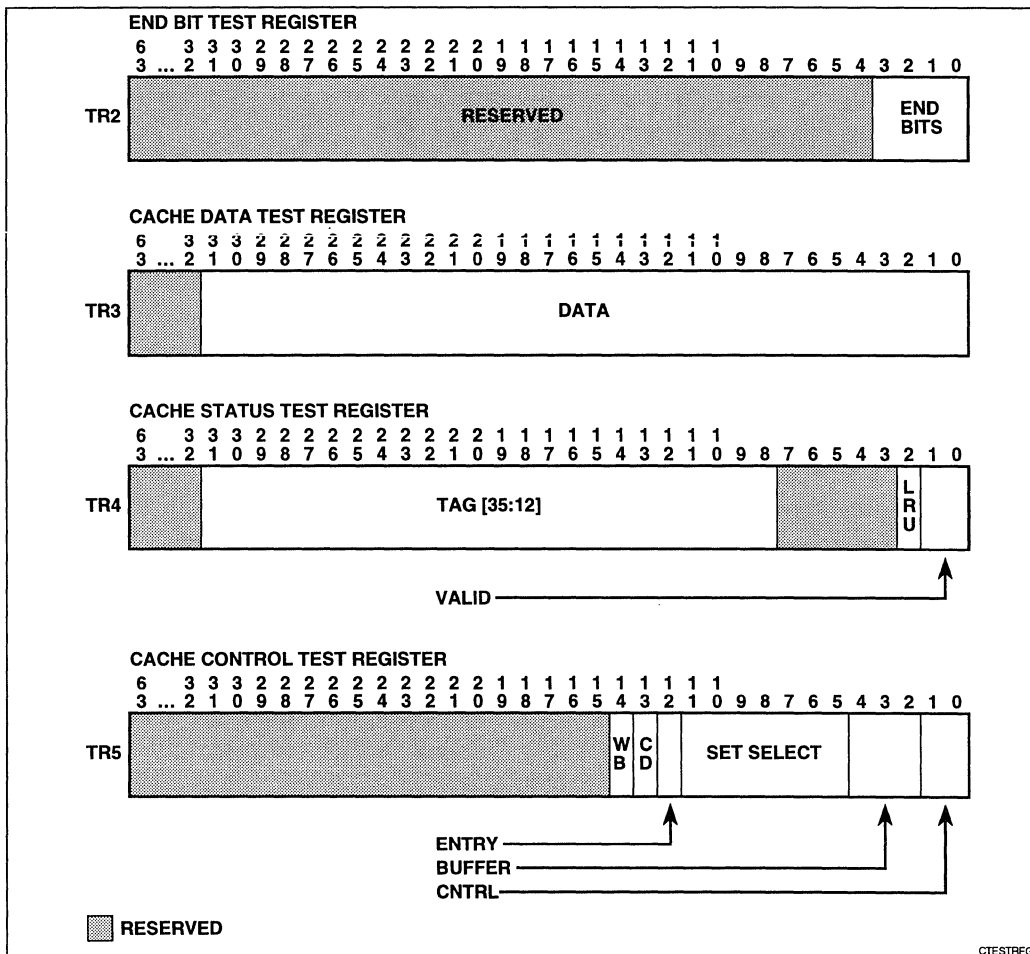 END BIT TEST REGISTER
6 3 3 3 2 2 2 2 2 2 2 2 2 2 1 1 1 1 1 1 1 1 1 1
3 ... 2 1 0 9 8 7 6 5 4 3 2 1 0 9 8 7 6 5 4 3 2 1 0 9 8 7 6 5 4 3 2 1 0
TR2 RESERVED END
BITS
CACHE DATA TEST REGISTER
6 3 3 3 2 2 2 2 2 2 2 2 2 2 1 1 1 1 1 1 1 1 1 1
3 ... 2 1 0 9 8 7 6 5 4 3 2 1 0 9 8 7 6 5 4 3 2 1 0 9 8 7 6 5 4 3 2 1 0
TR3 DATA
CACHE STATUS TEST REGISTER
6 3 3 3 2 2 2 2 2 2 2 2 2 2 1 1 1 1 1 1 1 1 1 1
3 ... 2 1 0 9 8 7 6 5 4 3 2 1 0 9 8 7 6 5 4 3 2 1 0 9 8 7 6 5 4 3 2 1 0
TR4 TAG [35:12] LRU
VALID
CACHE CONTROL TEST REGISTER
6 3 3 3 2 2 2 2 2 2 2 2 2 2 1 1 1 1 1 1 1 1 1 1
3 ... 2 1 0 9 8 7 6 5 4 3 2 1 0 9 8 7 6 5 4 3 2 1 0 9 8 7 6 5 4 3 2 1 0
TR5 WB CD SET SELECT
ENTRY
BUFFER
CNTRL
RESERVED
CTESTREG